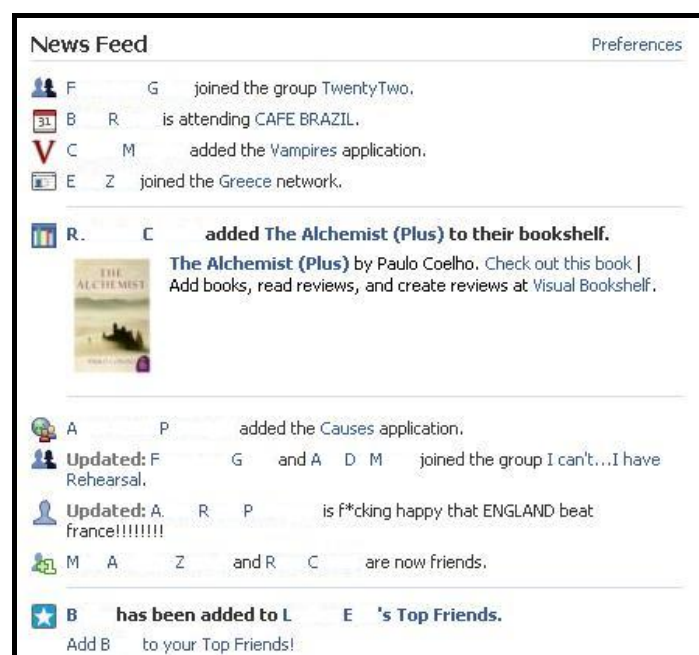 News Feed Preferences
F G joined the group TwentyTwo.
31 B R is attending CAFE BRAZIL.
V C M added the Vampires application.
E Z joined the Greece network.
R. C added The Alchemist (Plus) to their bookshelf.
THE ALCHEMIST
The Alchemist (Plus) by Paulo Coelho. Check out this book |
Add books, read reviews, and create reviews at Visual Bookshelf.
A P added the Causes application.
Updated: F G and A D M joined the group I can't...I have
Rehearsal.
Updated: A. R P is f*cking happy that ENGLAND beat
france!!!!!!!!
M A Z and R C are now friends.
B has been added to L E 's Top Friends.
Add B to your Top Friends!